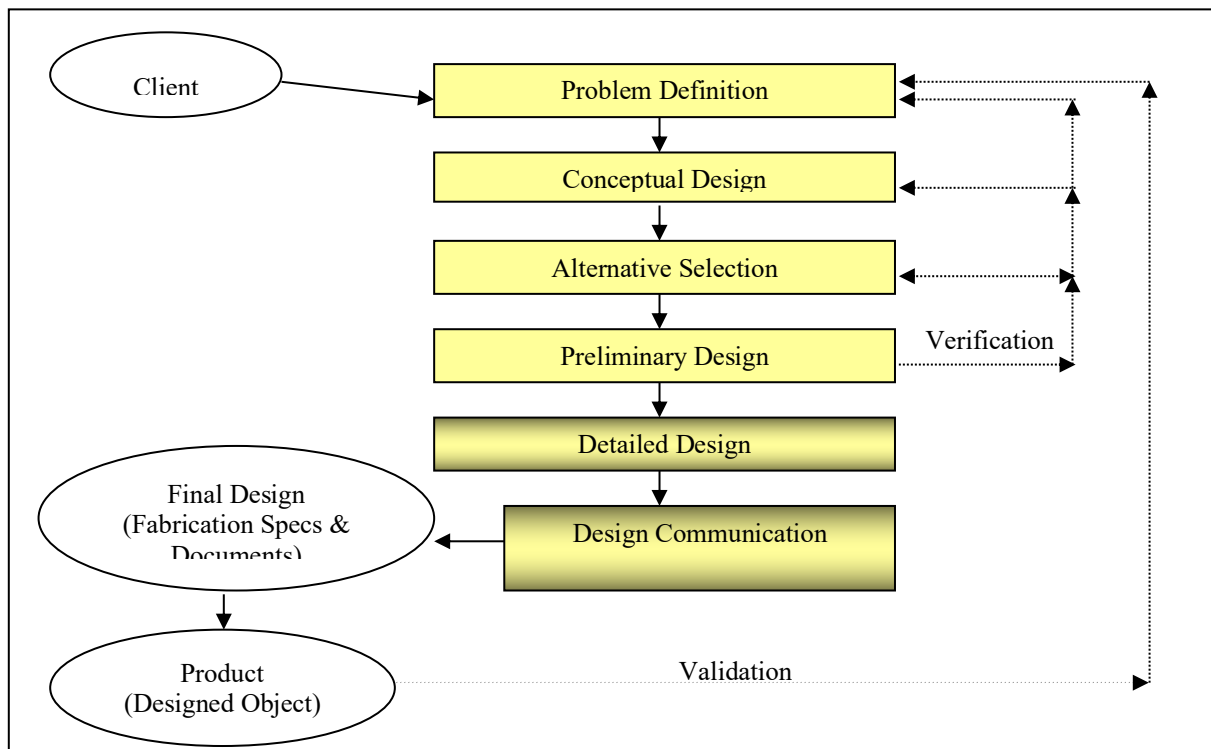 Client
Problem Definition
Conceptual Design
Alternative Selection
Preliminary Design
Verification
Detailed Design
Design Communication
Final Design
(Fabrication Specs &
Documents)
Product
(Designed Object)
Validation